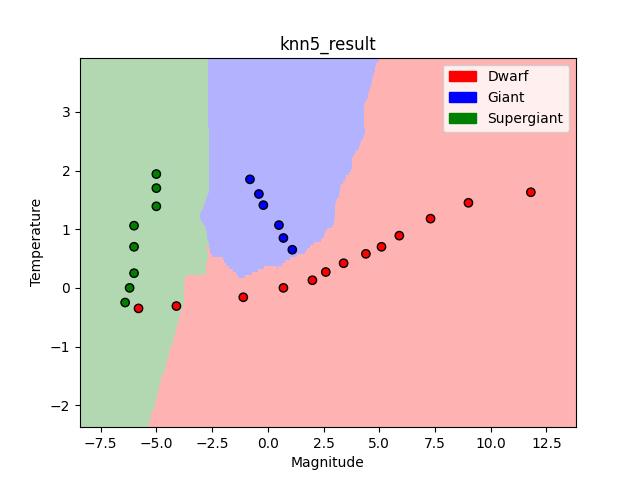 knn5_result
Dwarf
Giant
Supergiant
3
2
1
0
−1
−2
Temperature
−7.5 −5.0 −2.5 0.0 2.5 5.0 7.5 10.0 12.5
Magnitude